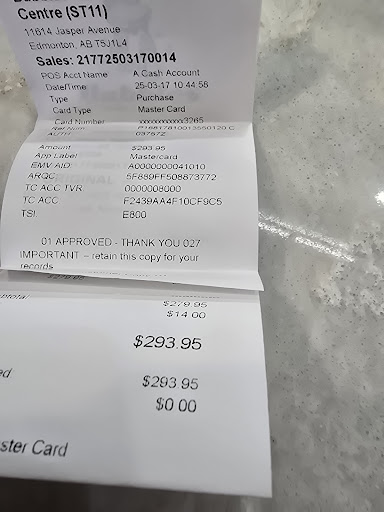 Centre (ST11)
11614 Jasper Avenue
Edmonton, AB T5J1L4
Sales: 21772503170014
POS Acct Name A Cash Account
Date/Time 25-03-17 10 44 58
Type Purchase
Card Type Master Card
Card Number xxxxxxxxxxxx3265
Ref Num
AUTH 037572
Amount $293.95
App Label Mastercard
EMV AID A0000000041010
ARQC 5F889FF508873772
TC ACC TVR 0000008000
TC ACC F2439AA4F10CF9C5
TSI E800
01 APPROVED - THANK YOU 027
IMPORTANT – retain this copy for your
records
$279.95
$14 00
$293.95
$293 95
$0 00
ster Card